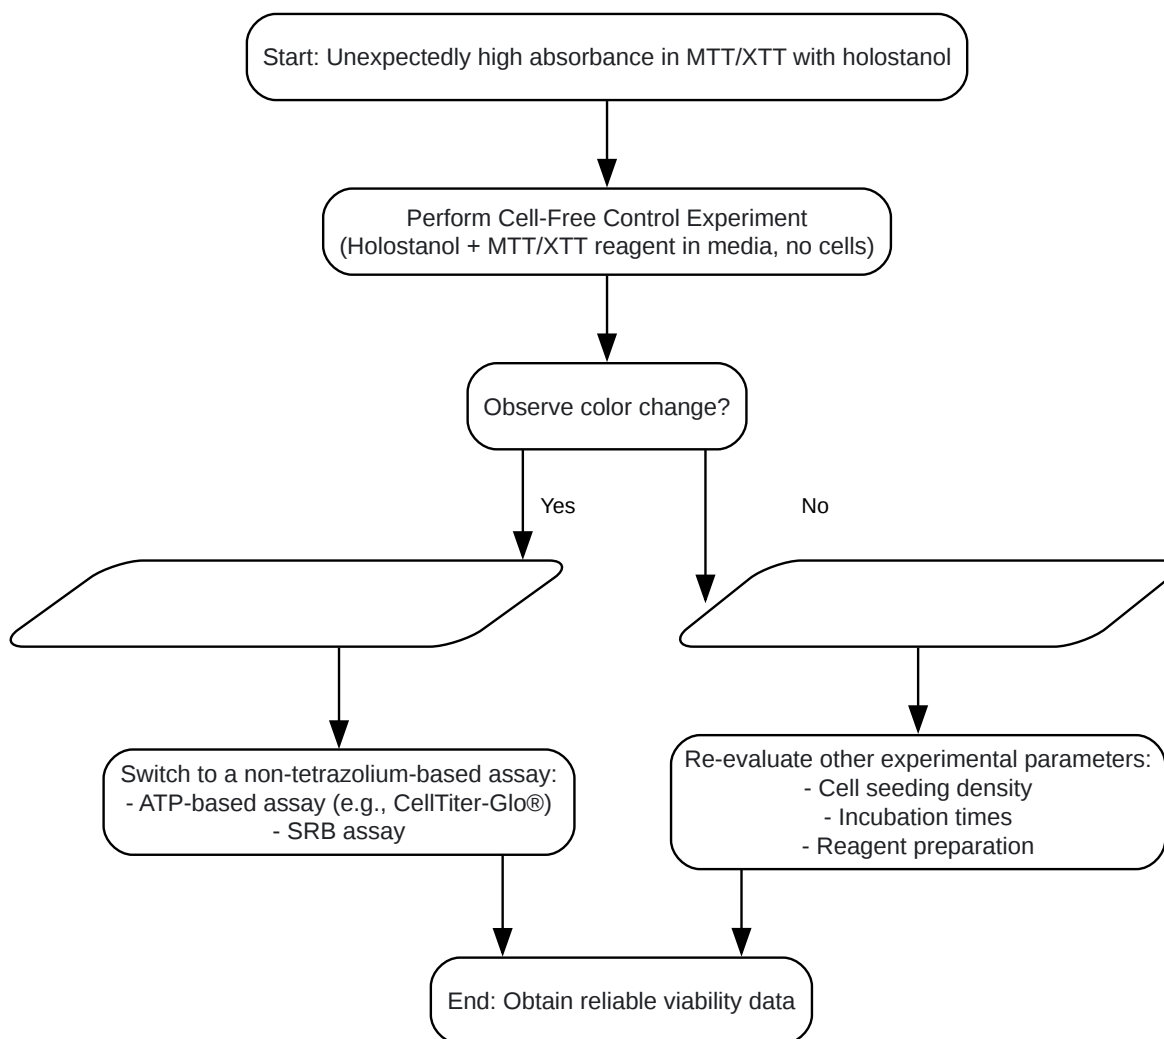 Start: Unexpectedly high absorbance in MTT/XTT with holostanol
Perform Cell-Free Control Experiment
(Holostanol + MTT/XTT reagent in media, no cells)
Observe color change?
Yes
No
Switch to a non-tetrazolium-based assay:
- ATP-based assay (e.g., CellTiter-Glo®)
- SRB assay
Re-evaluate other experimental parameters:
- Cell seeding density
- Incubation times
- Reagent preparation
End: Obtain reliable viability data